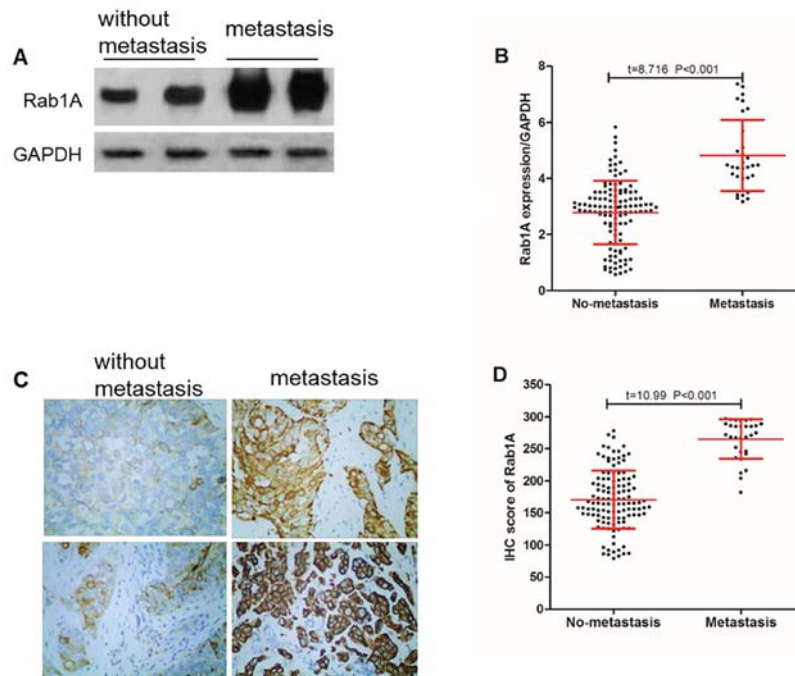 without
metastasis
metastasis
A
Rab1A
GAPDH
B
t=8.716 P<0.001
Rab1A expression/GAPDH
8
6
4
2
0
No-metastasis
Metastasis
C
without
metastasis
metastasis
D
t=10.99 P<0.001
IHC score of Rab1A
350
300
250
200
150
100
50
0
No-metastasis
Metastasis